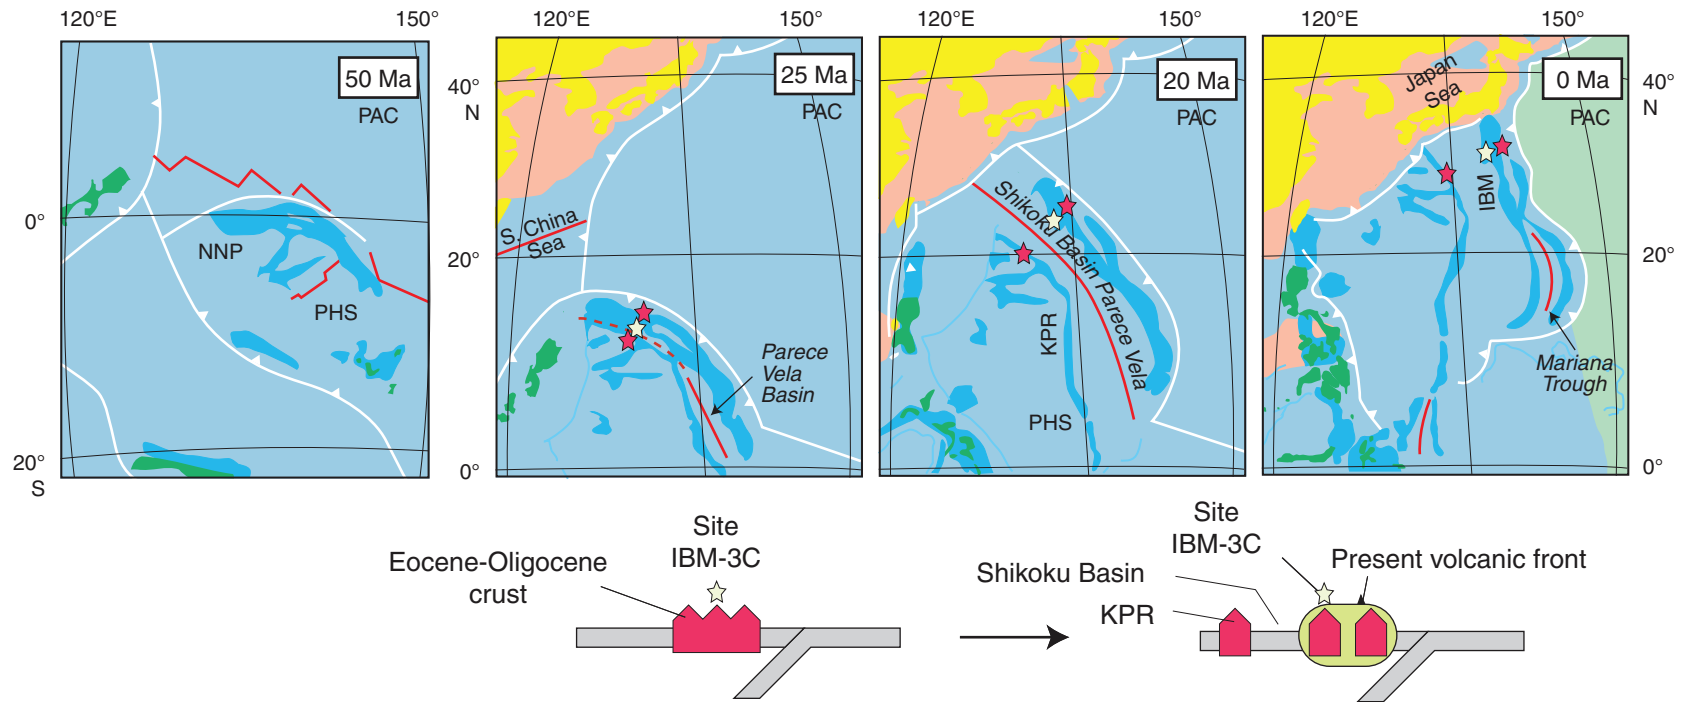 120°E
150°
120°E
150°
120°E
150°
120°E
150°
50 Ma
PAC
0°
NNP
PHS
20°
S
25 Ma
PAC
40°
N
S. China
Sea
20°
Parece
Vela
Basin
0°
20 Ma
PAC
Shikoku Basin Parece Vela
KPR
PHS
0 Ma
PAC
Japan
Sea
40°
N
IBM
20°
Mariana
Trough
0°
Site
IBM-3C
Eocene-Oligocene
crust
Site
IBM-3C
Present volcanic front
Shikoku Basin
KPR